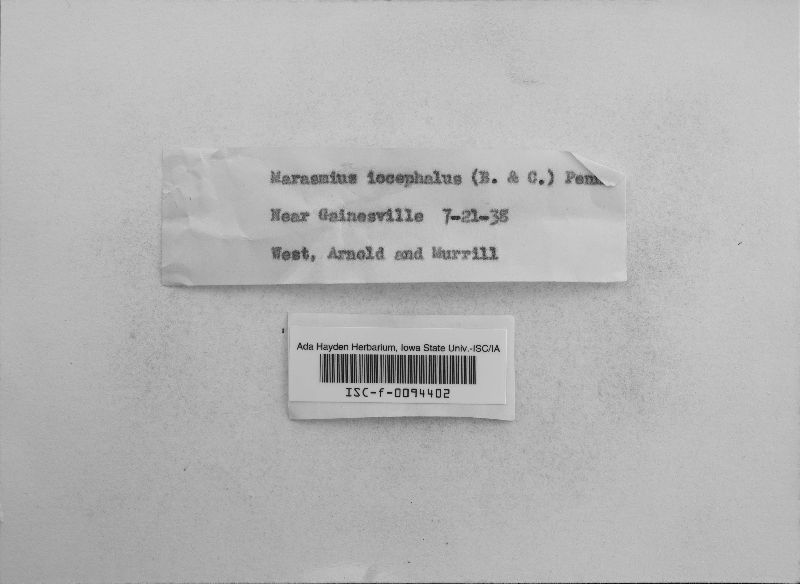 Marasmius iocephalus (B. & C.) Penn
Near Gainesville 7-21-38
West, Arnold and Murrill
Ada Hayden Herbarium, Iowa State Univ.-ISC/IA
ISC-f-0094402